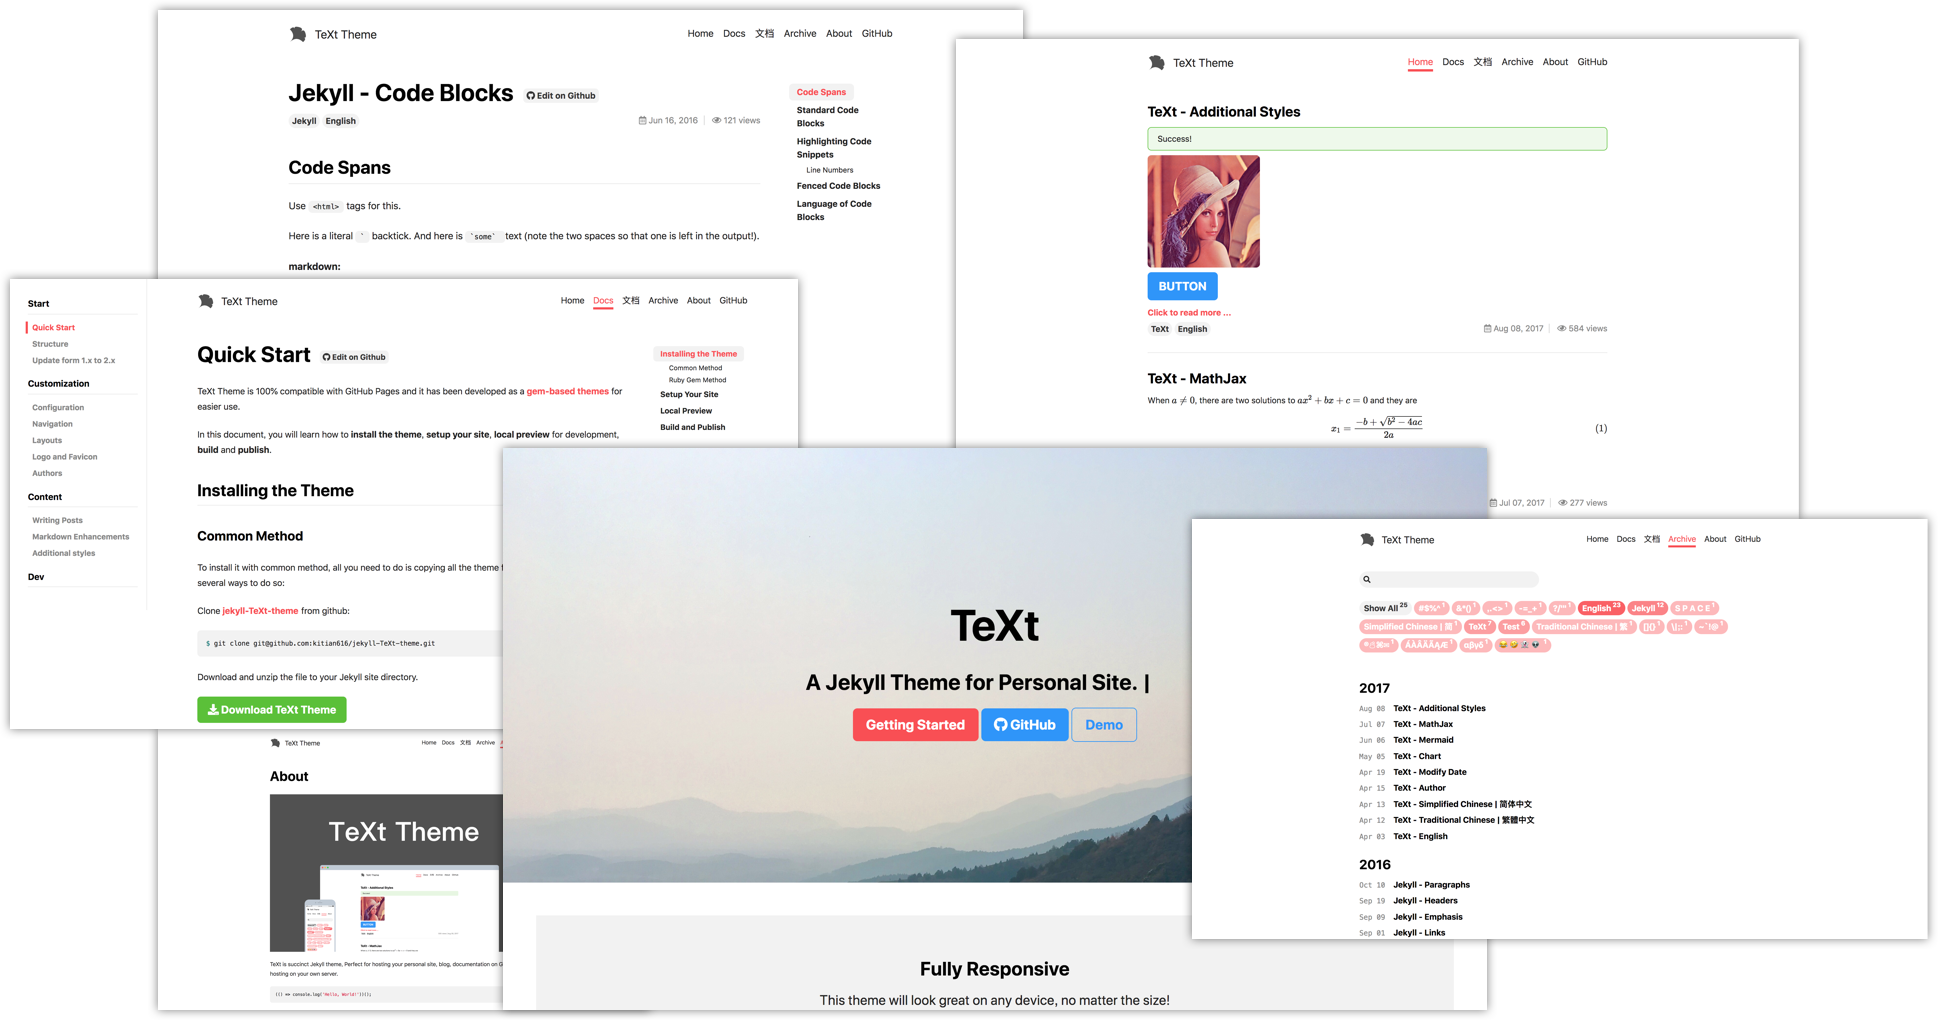 TeXt Theme
Home Docs 文档 Archive About GitHub
Jekyll - Code Blocks Edit on Github
Jekyll English
Jun 16, 2016 | 121 views
Code Spans
Use <html> tags for this.
Here is a literal ` backtick. And here is `some` text (note the two spaces so that one is left in the output!).
markdown:
Code Spans
Standard Code
Blocks
Highlighting Code
Snippets
Line Numbers
Fenced Code Blocks
Language of Code
Blocks
TeXt Theme
Home Docs 文档 Archive About GitHub
TeXt - Additional Styles
Success!
BUTTON
Click to read more ...
TeXt English
Aug 08, 2017 | 584 views
TeXt - MathJax
When a ≠ 0, there are two solutions to ax² + bx + c = 0 and they are
x₁ = (−b + √(b² − 4ac)) / 2a (1)
Jul 07, 2017 | 277 views
Start
Quick Start
Structure
Update form 1.x to 2.x
Customization
Configuration
Navigation
Layouts
Logo and Favicon
Authors
Content
Writing Posts
Markdown Enhancements
Additional styles
Dev
TeXt Theme
Home Docs 文档 Archive About GitHub
Quick Start Edit on Github
TeXt Theme is 100% compatible with GitHub Pages and it has been developed as a gem-based themes for
easier use.
In this document, you will learn how to install the theme, setup your site, local preview for development,
build and publish.
Installing the Theme
Common Method
To install it with common method, all you need to do is copying all the theme
several ways to do so:
Clone jekyll-TeXt-theme from github:
$ git clone git@github.com:kitian616/jekyll-TeXt-theme.git
Download and unzip the file to your Jekyll site directory.
Download TeXt Theme
Installing the Theme
Common Method
Ruby Gem Method
Setup Your Site
Local Preview
Build and Publish
TeXt Theme
Home Docs 文档 Archive
About
TeXt Theme
TeXt is succinct Jekyll theme, Perfect for hosting your personal site, blog, documentation on
hosting on your own server.
(() => console.log('Hello, World!'))();
TeXt
A Jekyll Theme for Personal Site. |
Getting Started GitHub Demo
Fully Responsive
This theme will look great on any device, no matter the size!
TeXt Theme
Home Docs 文档 Archive About GitHub
Show All 25 #$%^ 1 &*() 1 ,.<> 1 -=_+ 1 English 23 Jekyll 12 S P A C E 1
Simplified Chinese | 简 1 TeXt 7 Test 6 Traditional Chinese | 繁 1 []{} 1 \|;: 1 ~`!@ 1
αβγδ 1 1
2017
Aug 08 TeXt - Additional Styles
Jul 07 TeXt - MathJax
Jun 06 TeXt - Mermaid
May 05 TeXt - Chart
Apr 19 TeXt - Modify Date
Apr 15 TeXt - Author
Apr 13 TeXt - Simplified Chinese | 简体中文
Apr 12 TeXt - Traditional Chinese | 繁體中文
Apr 03 TeXt - English
2016
Oct 10 Jekyll - Paragraphs
Sep 19 Jekyll - Headers
Sep 09 Jekyll - Emphasis
Sep 01 Jekyll - Links